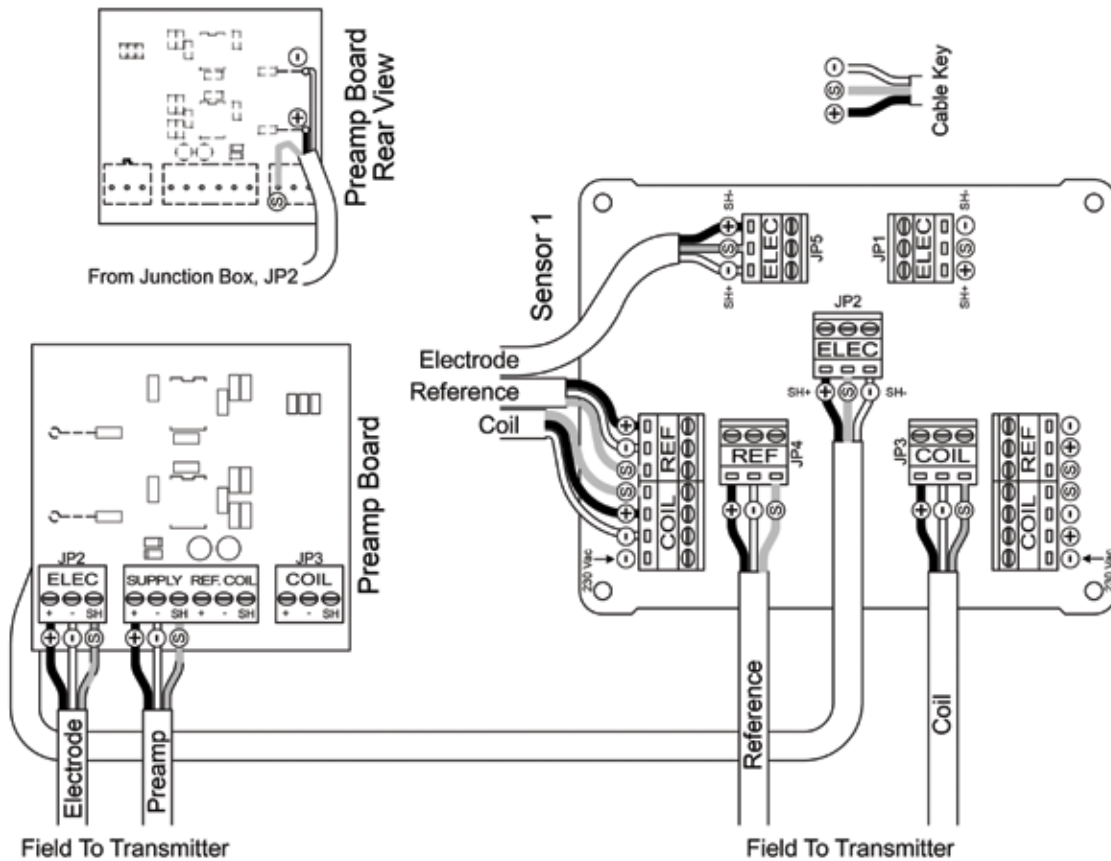 -
+
S
Preamp Board
Rear View
From Junction Box, JP2
-
S
+
Cable Key
Sensor 1
Electrode
Reference
Coil
SH-
+
S
-
SH+
ELEC
JP5
JP1
ELEC
SH-
-
S
+
SH+
JP2
ELEC
SH+
+
S
-
SH-
+
-
S
S
+
-
-
230 Vac
REF
COIL
REF
JP4
+
-
S
JP3
COIL
+
-
S
REF
COIL
-
+
S
S
-
+
-
230 Vac
Preamp Board
JP2
ELEC
+ - SH
SUPPLY REF. COIL
+ - SH + - SH
JP3
COIL
+ - SH
+
-
S
+
-
S
Electrode
Preamp
Reference
Coil
Field To Transmitter
Field To Transmitter